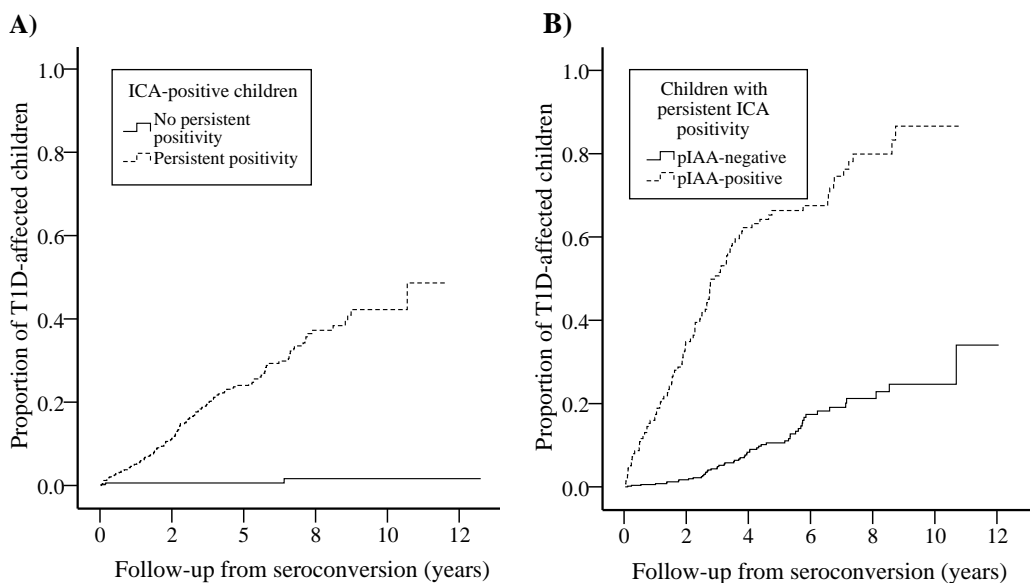 A)
Proportion of T1D-affected children
1.0
0.8
0.6
0.4
0.2
0.0
ICA-positive children
No persistent
positivity
Persistent positivity
0 2 5 8 10 12
Follow-up from seroconversion (years)
B)
Proportion of T1D-affected children
1.0
0.8
0.6
0.4
0.2
0.0
Children with
persistent ICA
positivity
pIAA-negative
pIAA-positive
0 2 4 6 8 10 12
Follow-up from seroconversion (years)